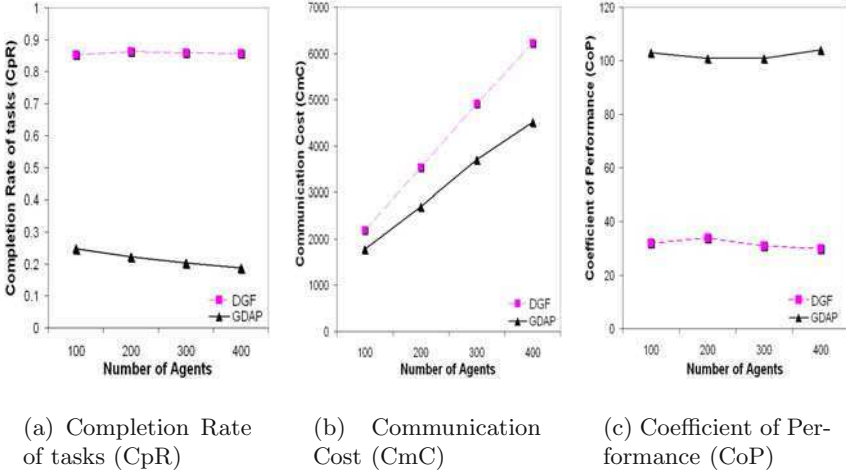 Completion Rate of tasks (CpR)
1
0.9
0.8
0.7
0.6
0.5
0.4
0.3
0.2
0.1
0
100 200 300 400
Number of Agents
DGF
GDAP
Communication Cost (CmC)
7000
6000
5000
4000
3000
2000
1000
0
100 200 300 400
Number of Agents
DGF
GDAP
Coefficient of Performance (CoP)
120
100
80
60
40
20
0
100 200 300 400
Number of Agents
DGF
GDAP
(a) Completion Rate
of tasks (CpR)
(b) Communication
Cost (CmC)
(c) Coefficient of Per-
formance (CoP)